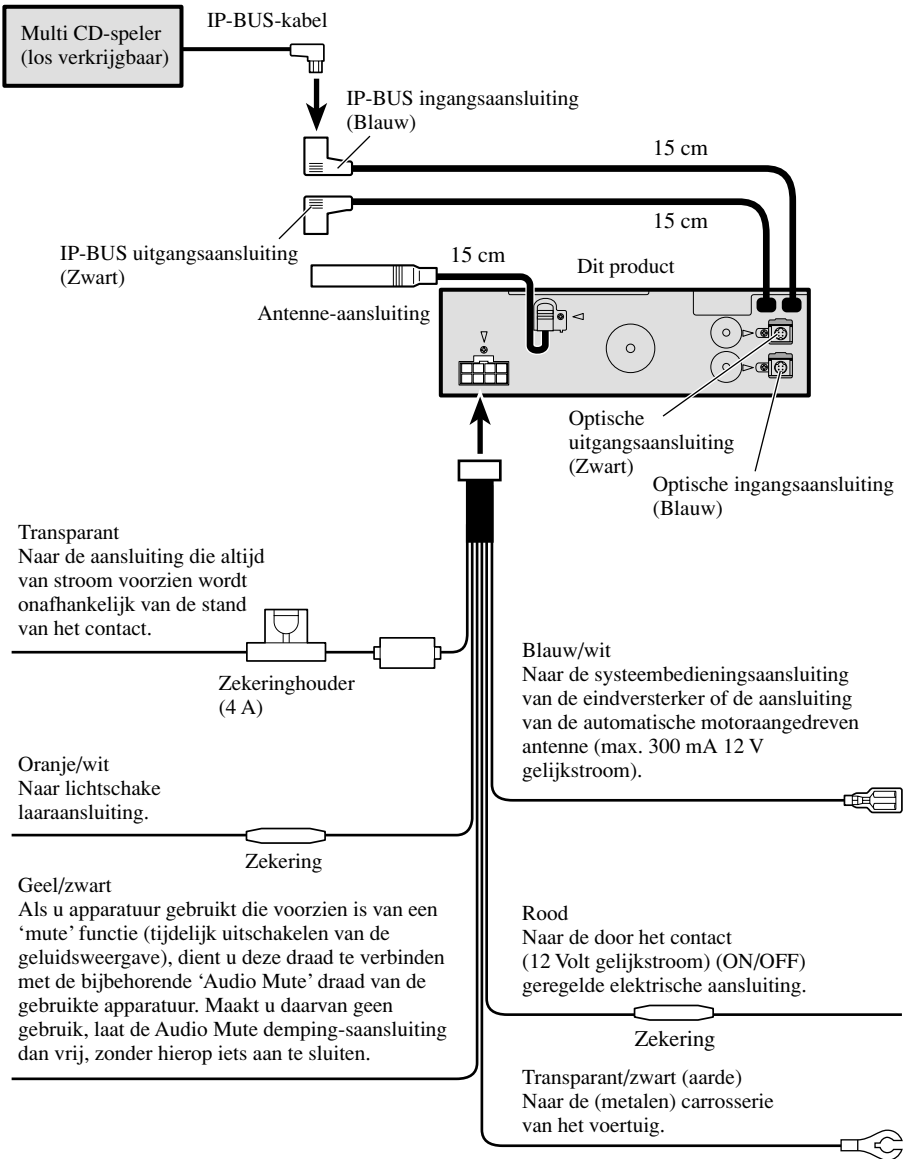 Multi CD-speler
(los verkrijgbaar)
IP-BUS-kabel
IP-BUS ingangsaansluiting
(Blauw)
15 cm
15 cm
IP-BUS uitgangsaansluiting
(Zwart)
15 cm
Dit product
Antenne-aansluiting
Optische
uitgangsaansluiting
(Zwart)
Optische ingangsaansluiting
(Blauw)
Transparant
Naar de aansluiting die altijd
van stroom voorzien wordt
onafhankelijk van de stand
van het contact.
Zekeringhouder
(4 A)
Blauw/wit
Naar de systeembedieningsaansluiting
van de eindversterker of de aansluiting
van de automatische motoraangedreven
antenne (max. 300 mA 12 V
gelijkstroom).
Oranje/wit
Naar lichtschake
laaraansluiting.
Zekering
Geel/zwart
Als u apparatuur gebruikt die voorzien is van een
‘mute’ functie (tijdelijk uitschakelen van de
geluidsweergave), dient u deze draad te verbinden
met de bijbehorende ‘Audio Mute’ draad van de
gebruikte apparatuur. Maakt u daarvan geen
gebruik, laat de Audio Mute demping-saansluiting
dan vrij, zonder hierop iets aan te sluiten.
Rood
Naar de door het contact
(12 Volt gelijkstroom) (ON/OFF)
geregelde elektrische aansluiting.
Zekering
Transparant/zwart (aarde)
Naar de (metalen) carrosserie
van het voertuig.